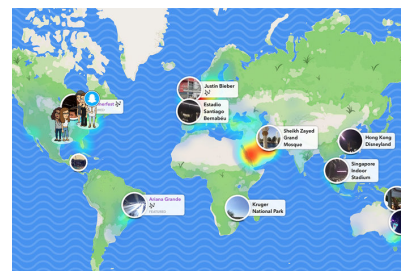 Justin Bieber
Estadio
Santiago
Bernabéu
Sheikh Zayed
Grand
Mosque
Hong Kong
Disneyland
Singapore
Indoor
Stadium
Ariana Grande
Kruger
National Park